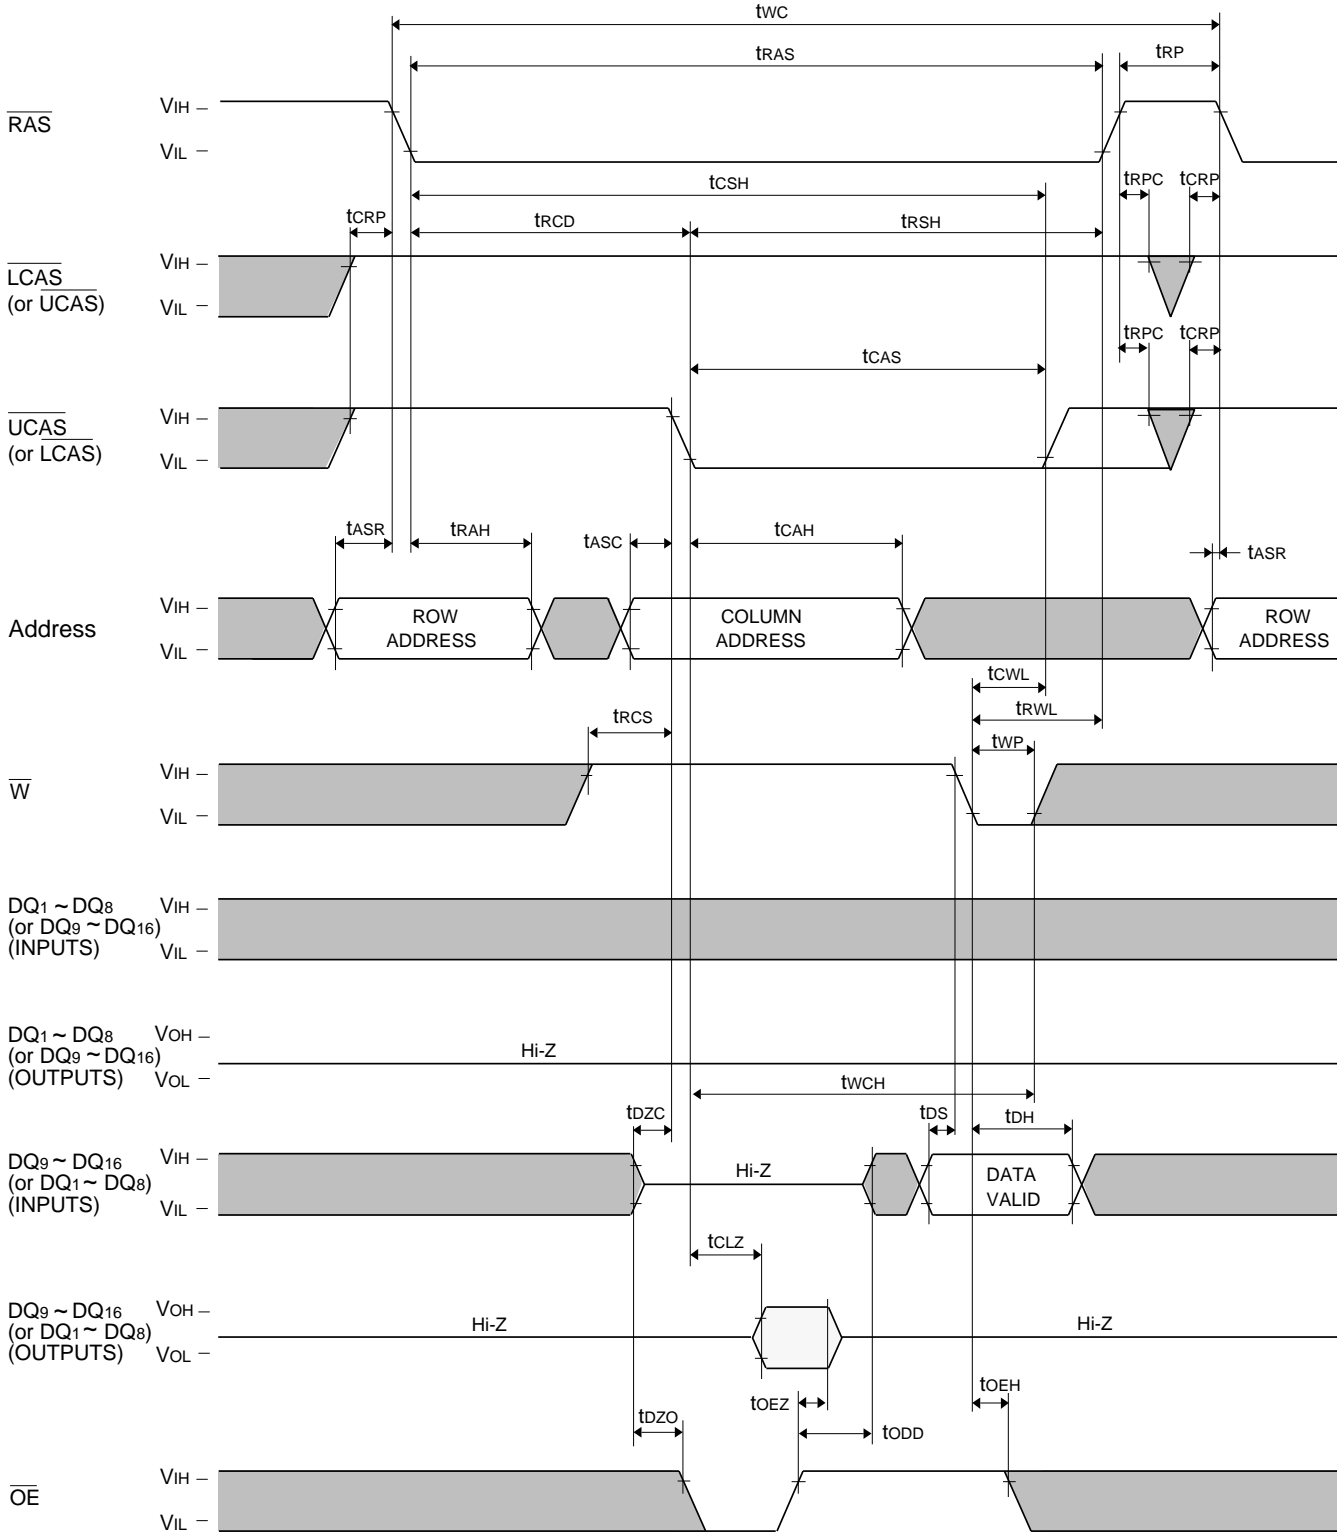 tWC
tRAS
tRP
RAS
VIH
VIL
tCSH
tRPC
tCRP
tCRP
tRCD
tRSH
LCAS
(or UCAS)
VIH
VIL
tRPC
tCRP
tCAS
UCAS
(or LCAS)
VIH
VIL
tASR
tRAH
tASC
tCAH
tASR
Address
VIH
VIL
ROW
ADDRESS
COLUMN
ADDRESS
ROW
ADDRESS
tCWL
tRWL
tRCS
tWP
W
VIH
VIL
DQ1 ~ DQ8
(or DQ9 ~ DQ16)
(INPUTS)
VIH
VIL
DQ1 ~ DQ8
(or DQ9 ~ DQ16)
(OUTPUTS)
VOH
VOL
Hi-Z
tWCH
tDZC
tDS
tDH
DQ9 ~ DQ16
(or DQ1 ~ DQ8)
(INPUTS)
VIH
VIL
Hi-Z
DATA
VALID
tCLZ
DQ9 ~ DQ16
(or DQ1 ~ DQ8)
(OUTPUTS)
VOH
VOL
Hi-Z
Hi-Z
tDZO
tOEZ
tODD
tOEH
OE
VIH
VIL